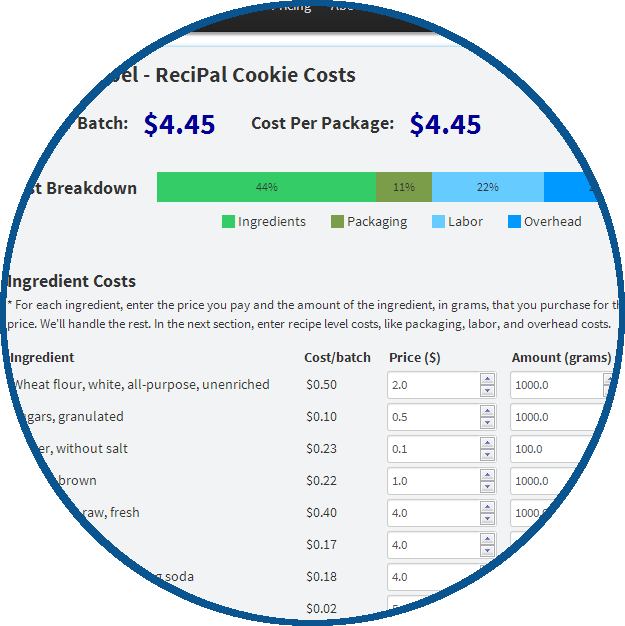 Pricing
- ReciPal Cookie Costs
Batch: $4.45 Cost Per Package: $4.45
Breakdown 44% 11% 22%
Ingredients Packaging Labor Overhead
Ingredient Costs
* For each ingredient, enter the price you pay and the amount of the ingredient, in grams, that you purchase for
price. We'll handle the rest. In the next section, enter recipe level costs, like packaging, labor, and overhead costs.
Ingredient Cost/batch Price ($) Amount (grams)
Wheat flour, white, all-purpose, unenriched $0.50 2.0 1000.0
granulated $0.10 0.5 1000.0
without salt $0.23 0.1 100.0
brown $0.22 1.0 1000.0
raw, fresh $0.40 4.0 1000.
$0.17 4.0
soda $0.18 4.0
$0.02